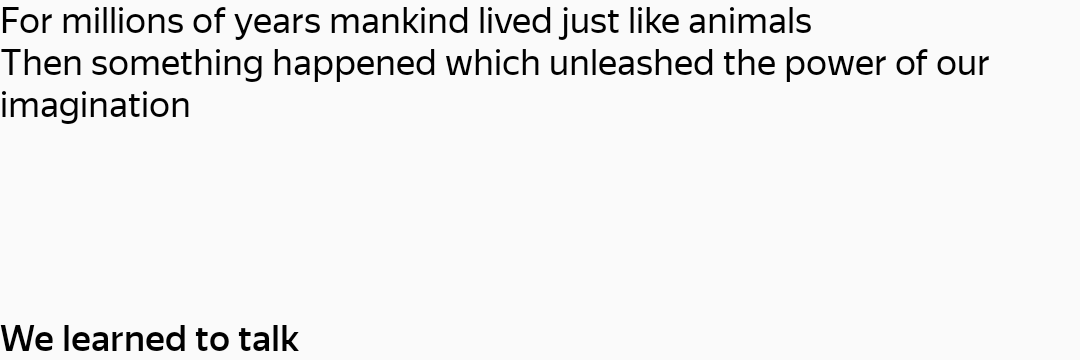 For millions of years mankind lived just like animals
Then something happened which unleashed the power of our
imagination
We learned to talk